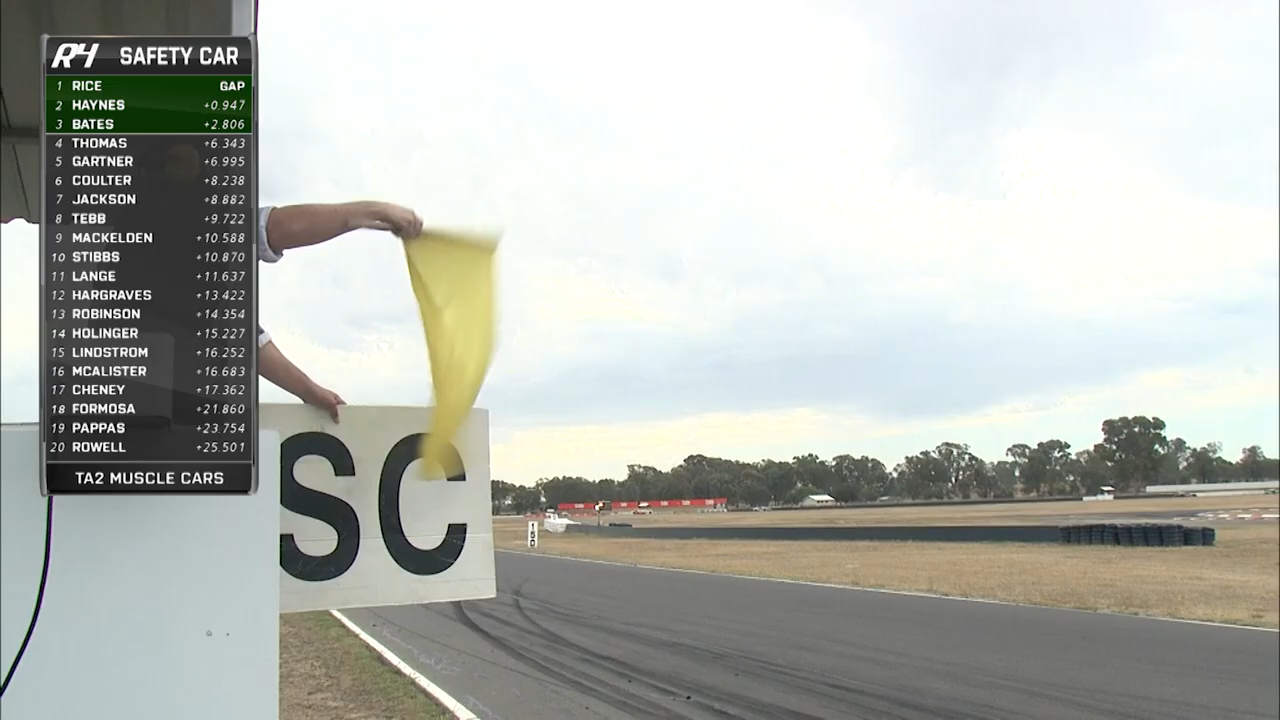 R4 SAFETY CAR
1 RICE GAP
2 HAYNES +0.947
3 BATES +2.806
4 THOMAS +6.343
5 GARTNER +6.995
6 COULTER +8.238
7 JACKSON +8.882
8 TEBB +9.722
9 MACKELDEN +10.588
10 STIBBS +10.870
11 LANGE +11.637
12 HARGRAVES +13.422
13 ROBINSON +14.354
14 HOLINGER +15.227
15 LINDSTROM +16.252
16 MCALISTER +16.683
17 CHENEY +17.362
18 FORMOSA +21.860
19 PAPPAS +23.754
20 ROWELL +25.501
TA2 MUSCLE CARS
SC
150